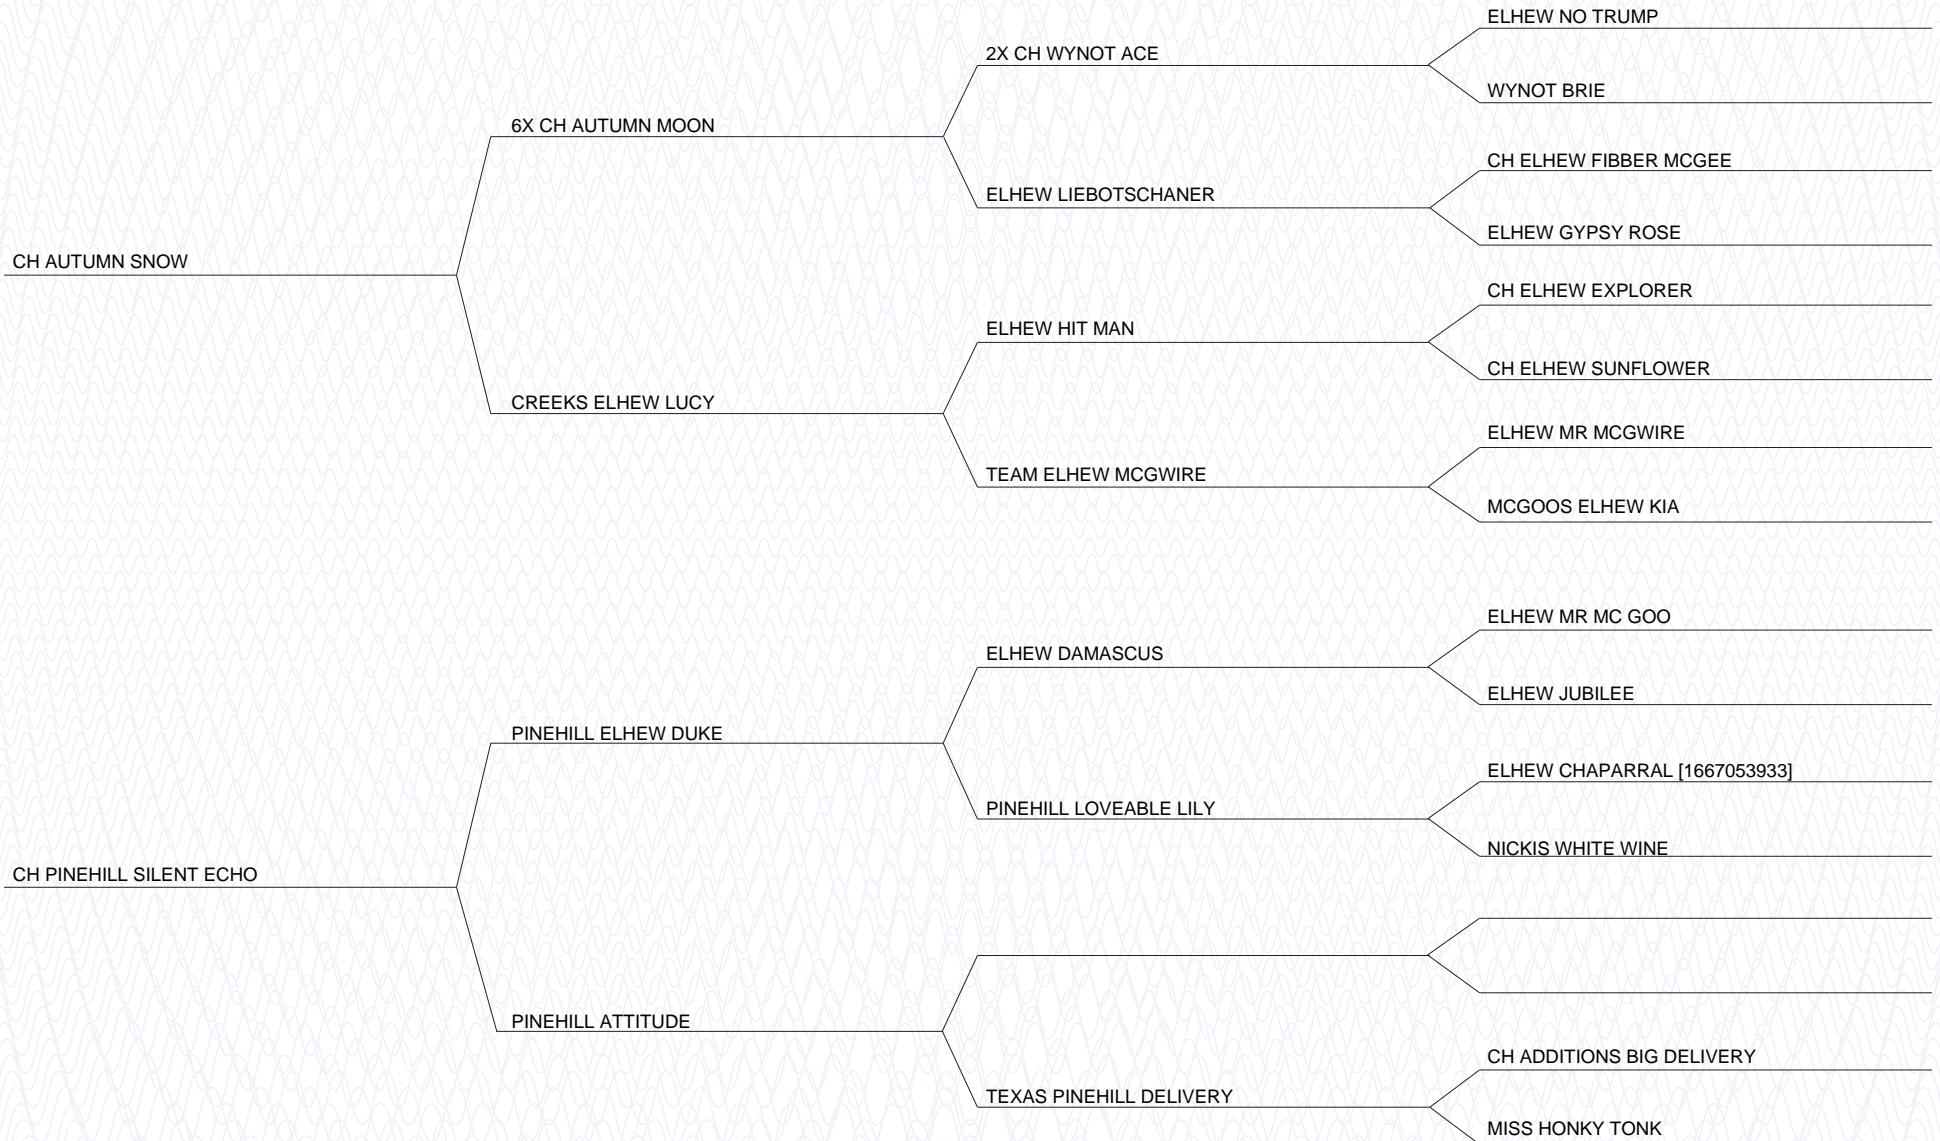 ELHEW NO TRUMP
2X CH WYNOT ACE
WYNOT BRIE
6X CH AUTUMN MOON
CH ELHEW FIBBER MCGEE
ELHEW LIEBOTSCHANER
ELHEW GYPSY ROSE
CH AUTUMN SNOW
CH ELHEW EXPLORER
ELHEW HIT MAN
CH ELHEW SUNFLOWER
CREEKS ELHEW LUCY
ELHEW MR MCGWIRE
TEAM ELHEW MCGWIRE
MCGOOS ELHEW KIA
ELHEW MR MC GOO
ELHEW DAMASCUS
ELHEW JUBILEE
PINEHILL ELHEW DUKE
ELHEW CHAPARRAL [1667053933]
PINEHILL LOVEABLE LILY
NICKIS WHITE WINE
CH PINEHILL SILENT ECHO
PINEHILL ATTITUDE
CH ADDITIONS BIG DELIVERY
TEXAS PINEHILL DELIVERY
MISS HONKY TONK